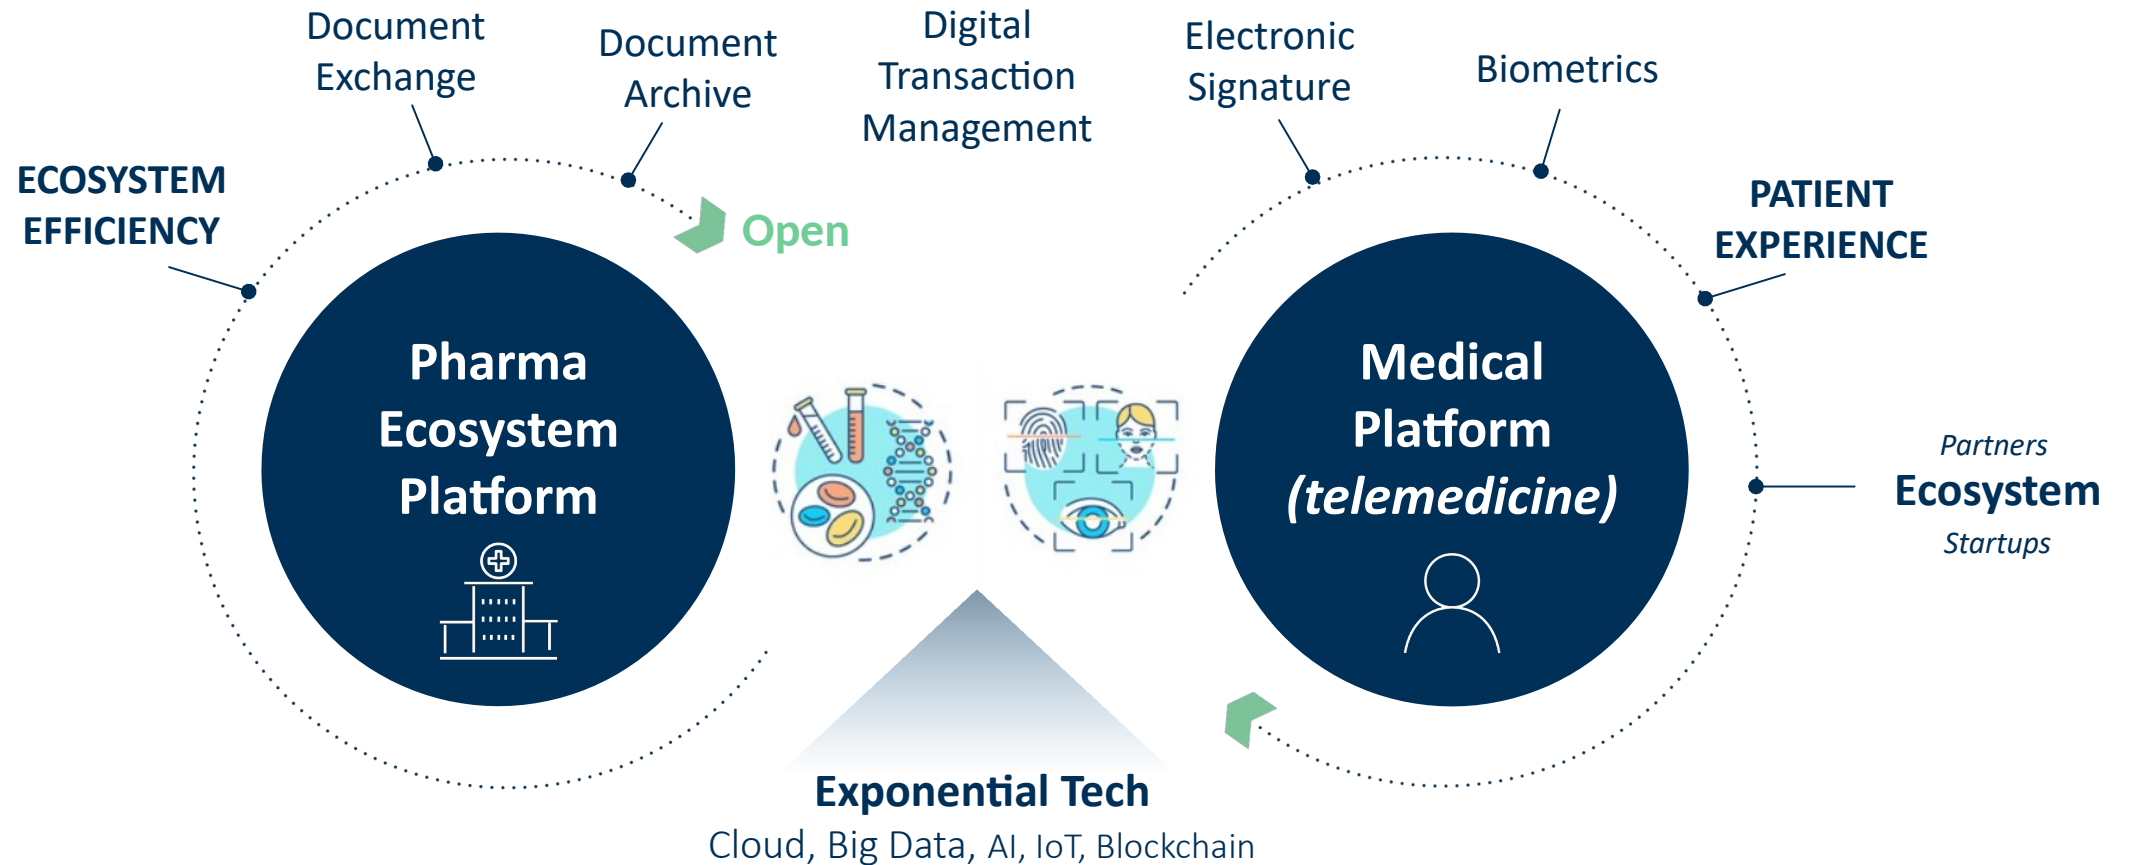 Document
Exchange
Document
Archive
Digital
Transaction
Management
Electronic
Signature
Biometrics
ECOSYSTEM
EFFICIENCY
Open
PATIENT
EXPERIENCE
Pharma
Ecosystem
Platform
Medical
Platform
(telemedicine)
Partners
Ecosystem
Startups
Exponential Tech
Cloud, Big Data, AI, IoT, Blockchain